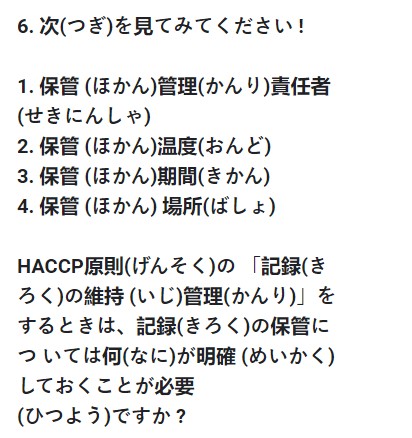 6. 次(つぎ)を見てみてください !
1. 保管 (ほかん)管理(かんり)責任者
(せきにんしゃ)
2. 保管 (ほかん)温度(おんど)
3. 保管 (ほかん)期間(きかん)
4. 保管 (ほかん) 場所(ばしょ)
HACCP原則(げんそく)の 「記録(き
ろく)の維持 (いじ)管理(かんり)」を
するときは、記録(きろく)の保管に
つ いては何(なに)が明確 (めいかく)
しておくことが必要
(ひつよう)ですか ?